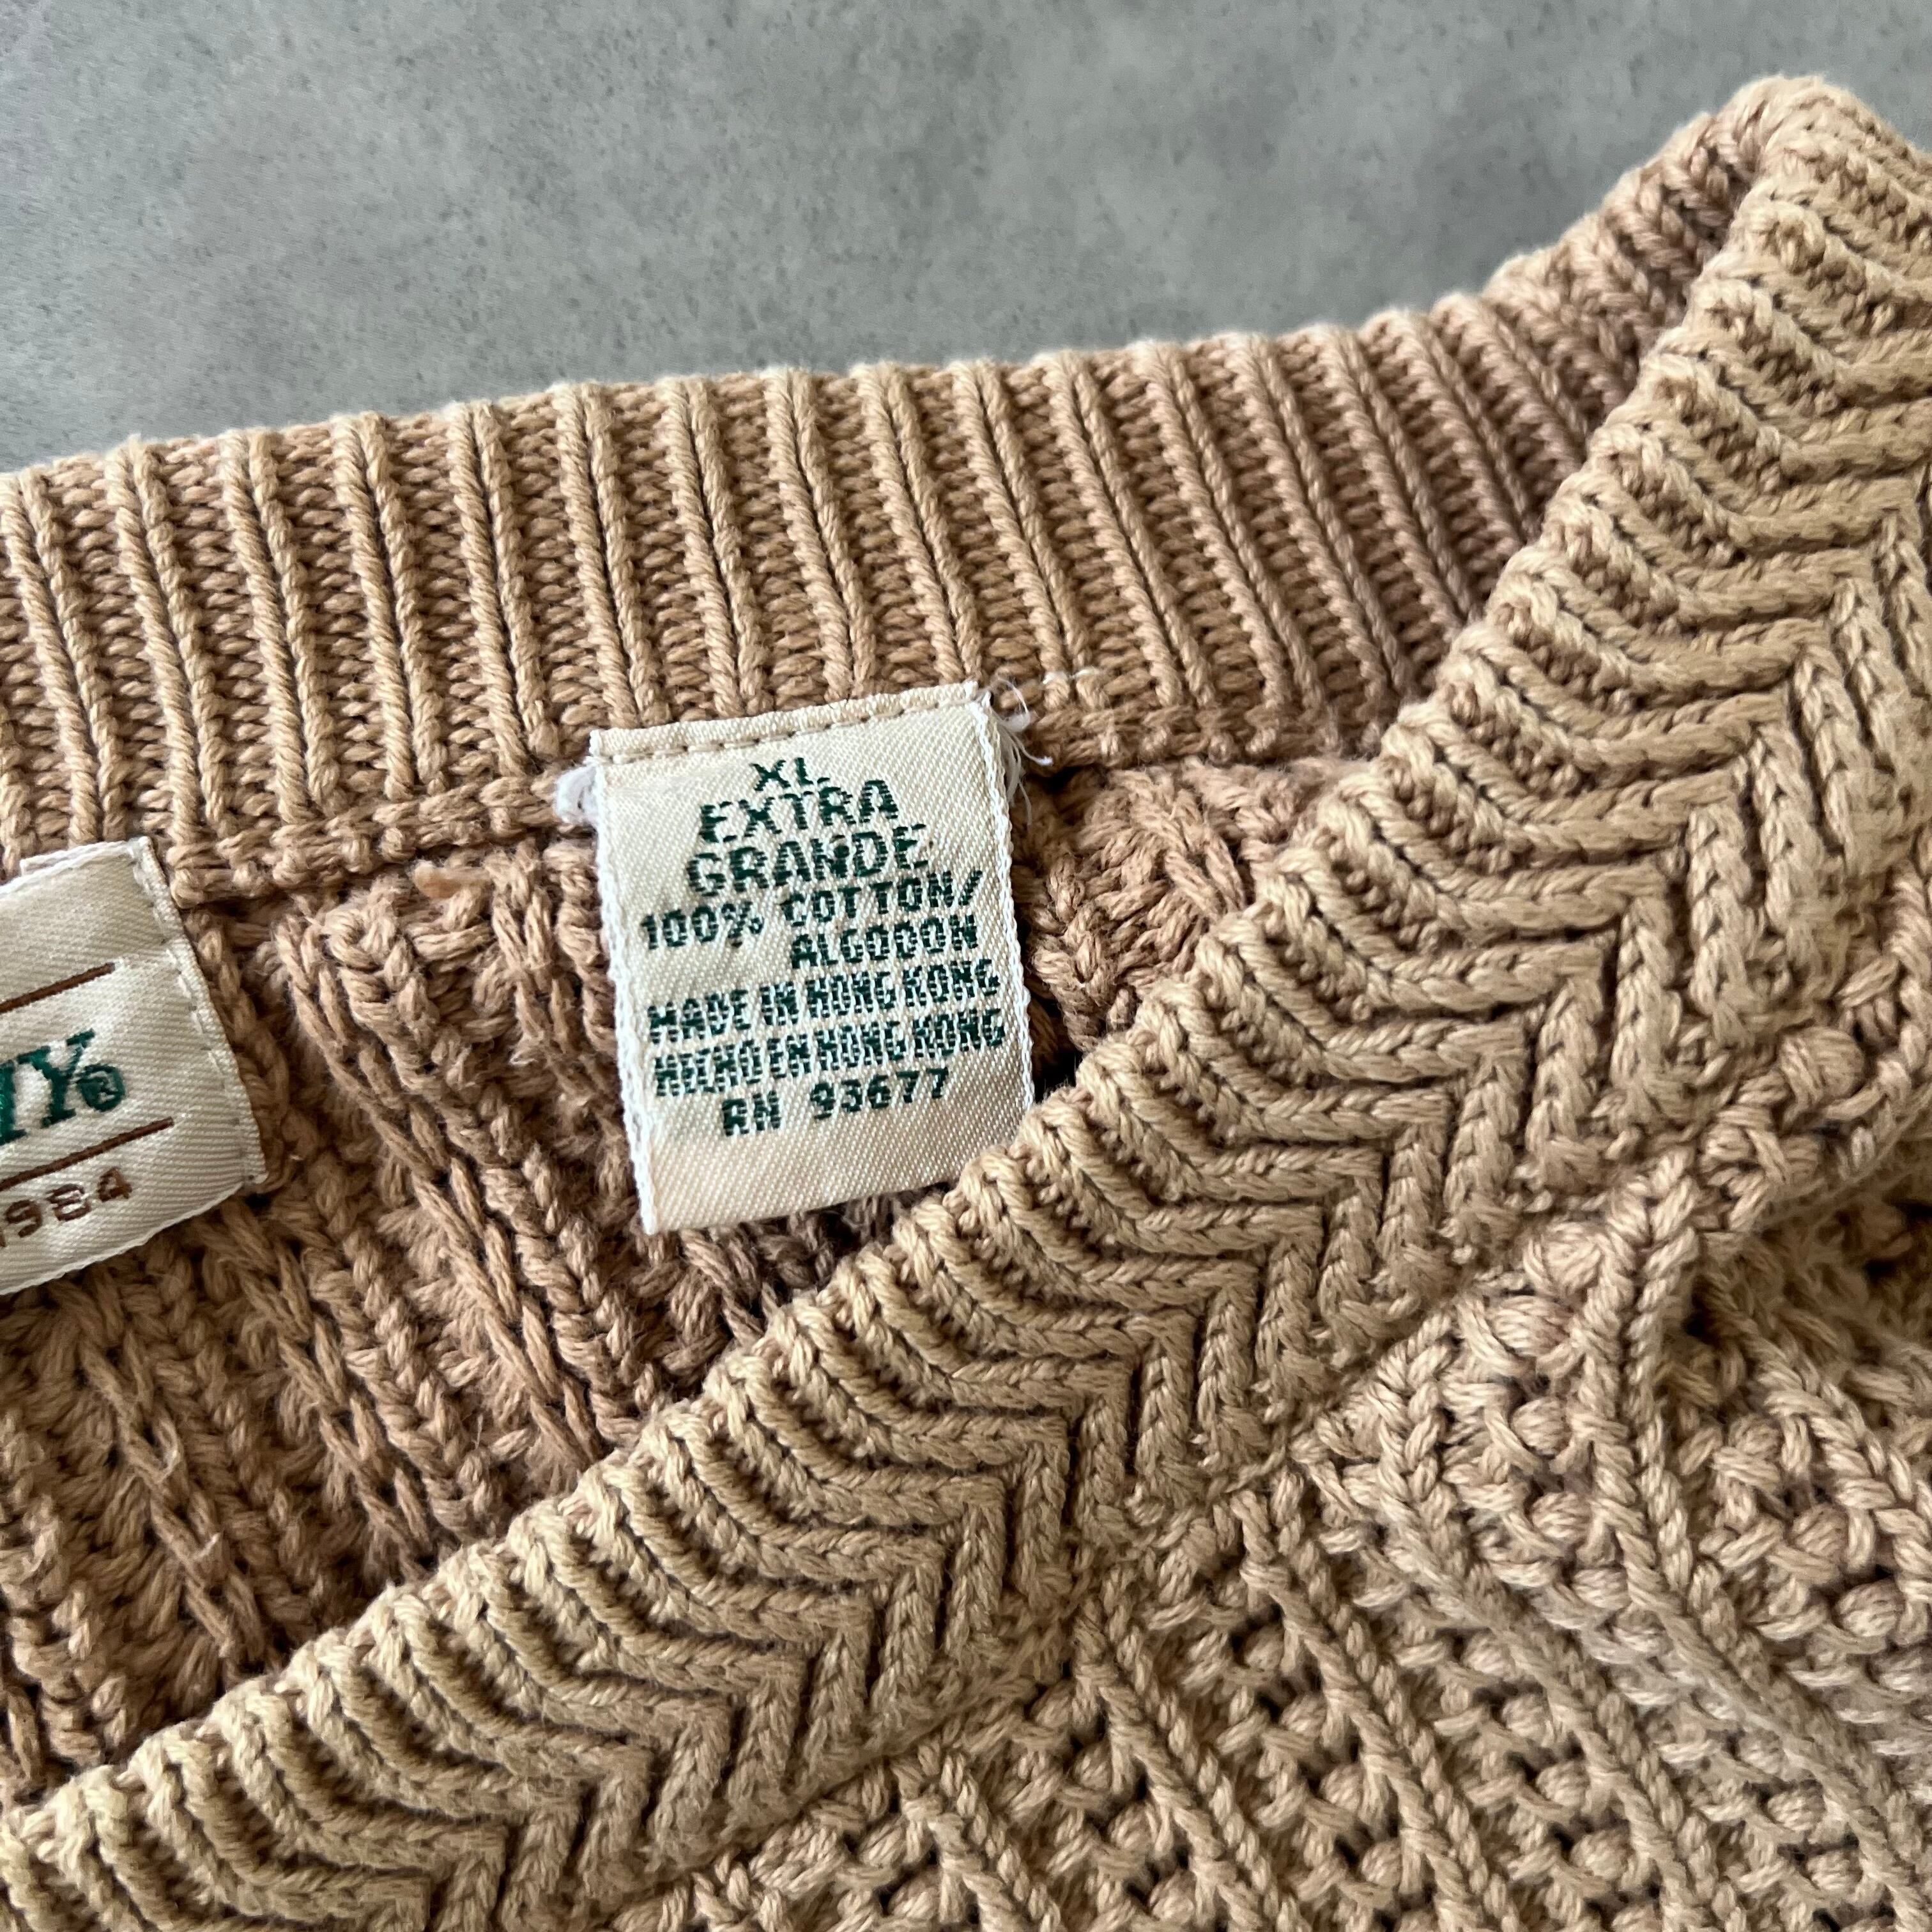 XL
EXTRA
GRANDE
100% COTTON/
ALGODON
MADE IN HONG KONG
HECHO EN HONG KONG
RN 93677
1984